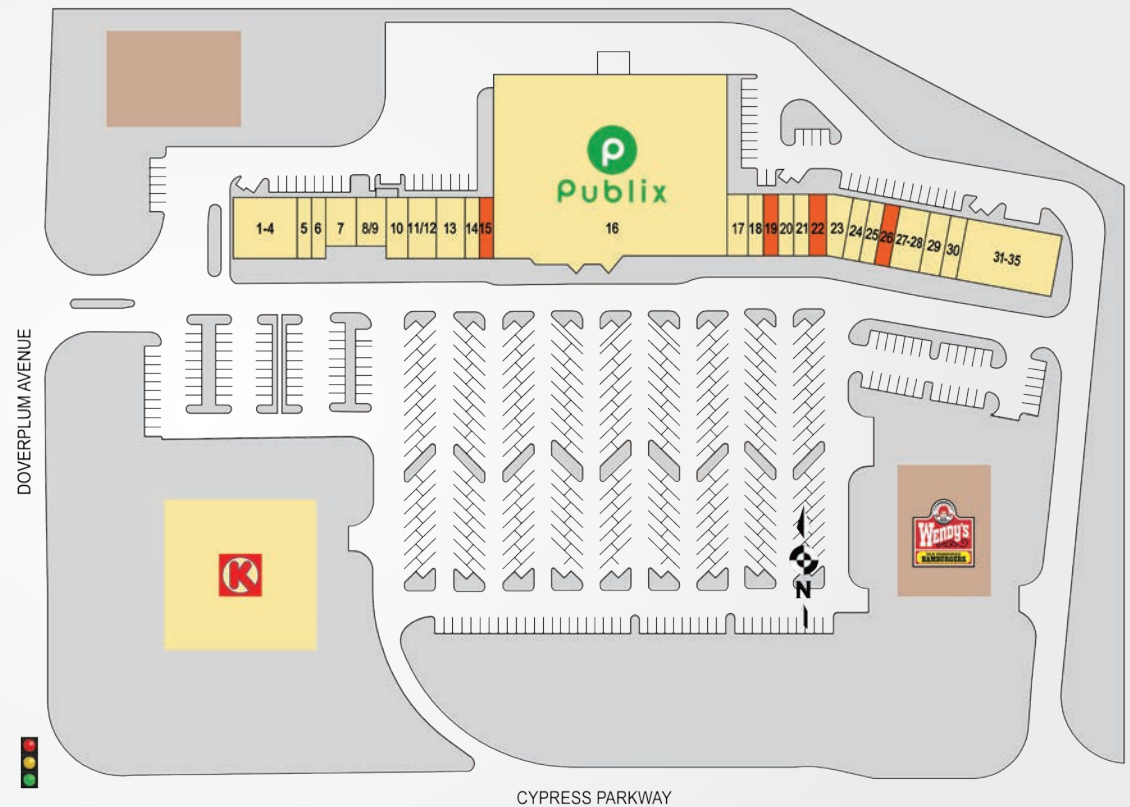 Publix
1-4 5 6 7 8/9 10 11/12 13 14 15 16 17 18 19 20 21 22 23 24 25 26 27-28 29 30 31-35
DOVERPLUM AVENUE
K
WENDY'S
OLD FASHIONED
HAMBURGERS
N
CYPRESS PARKWAY